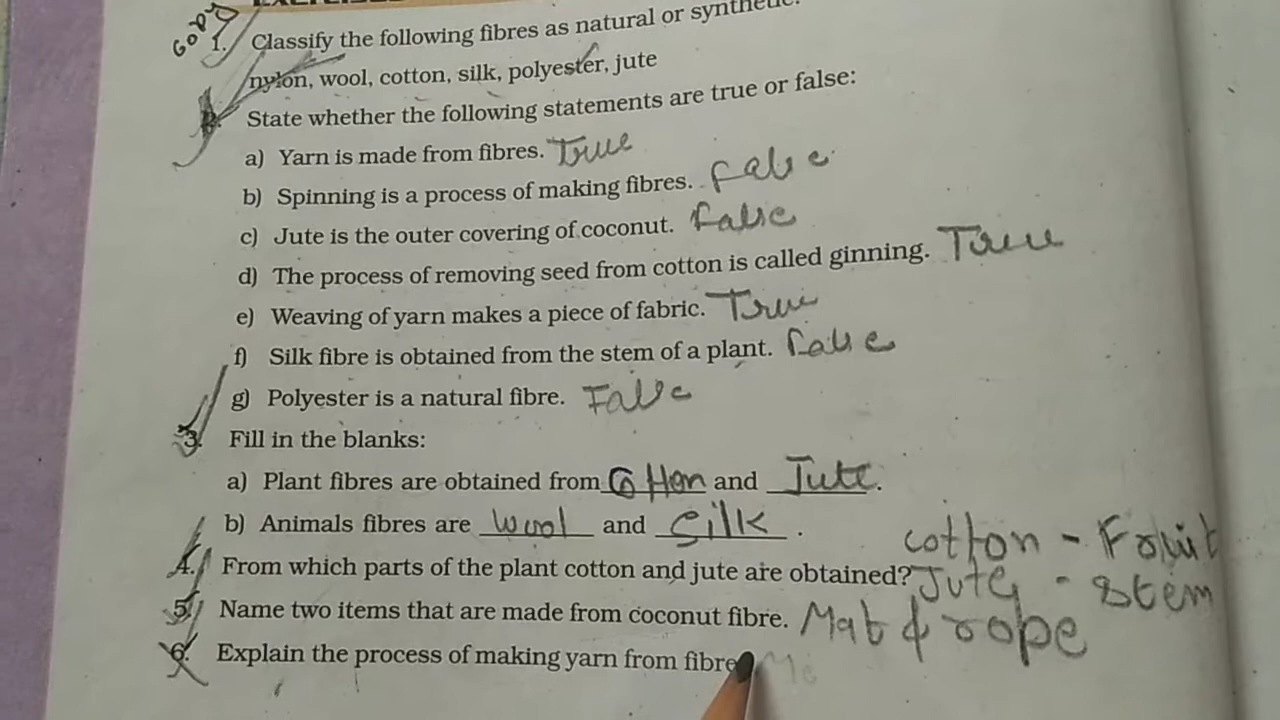 EXERCISES
Copy 1. Classify the following fibres as natural or synthetic:
nylon, wool, cotton, silk, polyester, jute
2. State whether the following statements are true or false:
a) Yarn is made from fibres. True
b) Spinning is a process of making fibres. False
c) Jute is the outer covering of coconut. False
d) The process of removing seed from cotton is called ginning. True
e) Weaving of yarn makes a piece of fabric. True
f) Silk fibre is obtained from the stem of a plant. False
g) Polyester is a natural fibre. False
3. Fill in the blanks:
a) Plant fibres are obtained from Cotton and Jute.
b) Animals fibres are wool and silk.
cotton - Fruit
4. From which parts of the plant cotton and jute are obtained? Jute - stem
5. Name two items that are made from coconut fibre. Mat & rope
6. Explain the process of making yarn from fibre